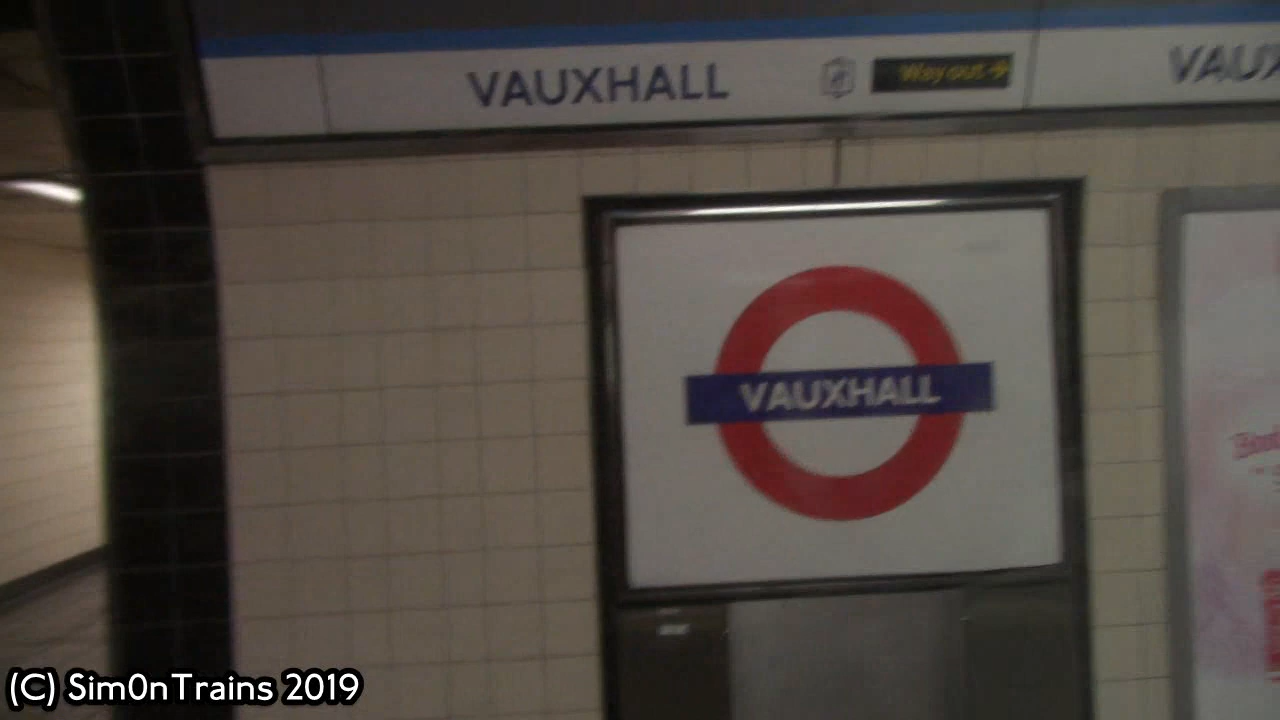 VAUXHALL
Way out →
VAUX
VAUXHALL
(C) Sim0nTrains 2019